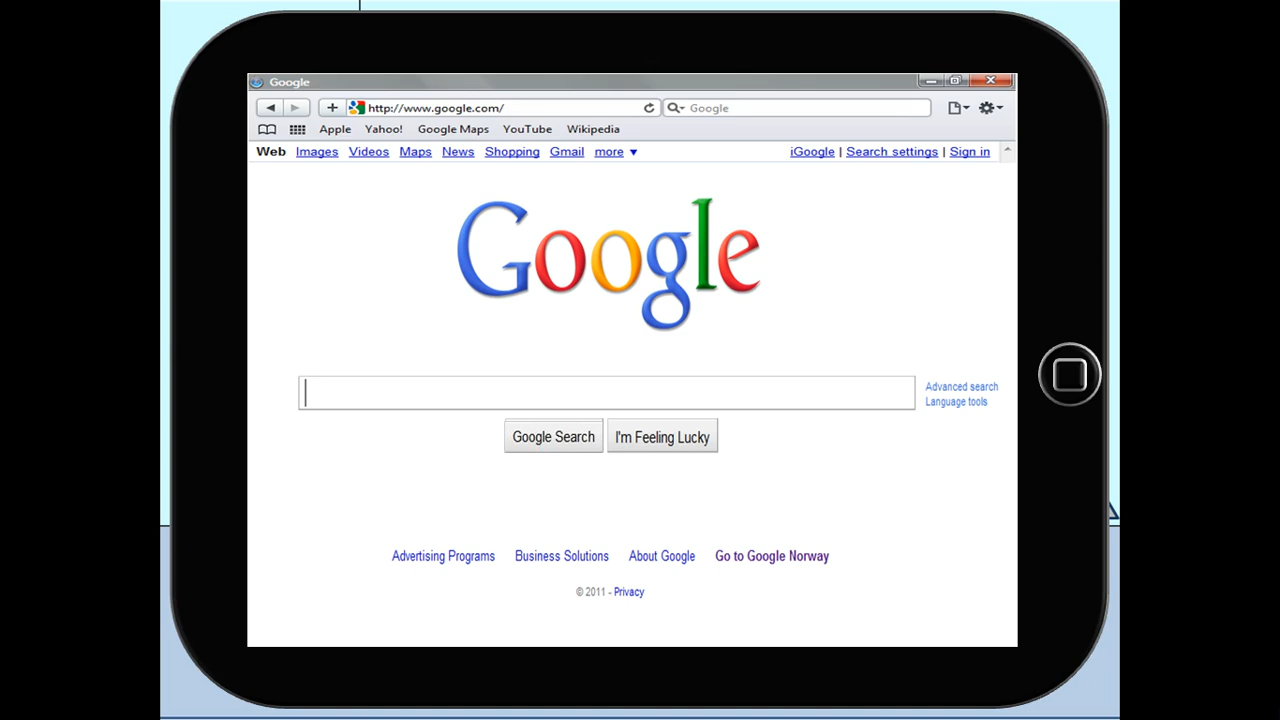 Google
http://www.google.com/ Google
Apple Yahoo! Google Maps YouTube Wikipedia
Web Images Videos Maps News Shopping Gmail more ▼ iGoogle | Search settings | Sign in
Google
Advanced search
Language tools
Google Search I'm Feeling Lucky
Advertising Programs Business Solutions About Google Go to Google Norway
© 2011 - Privacy